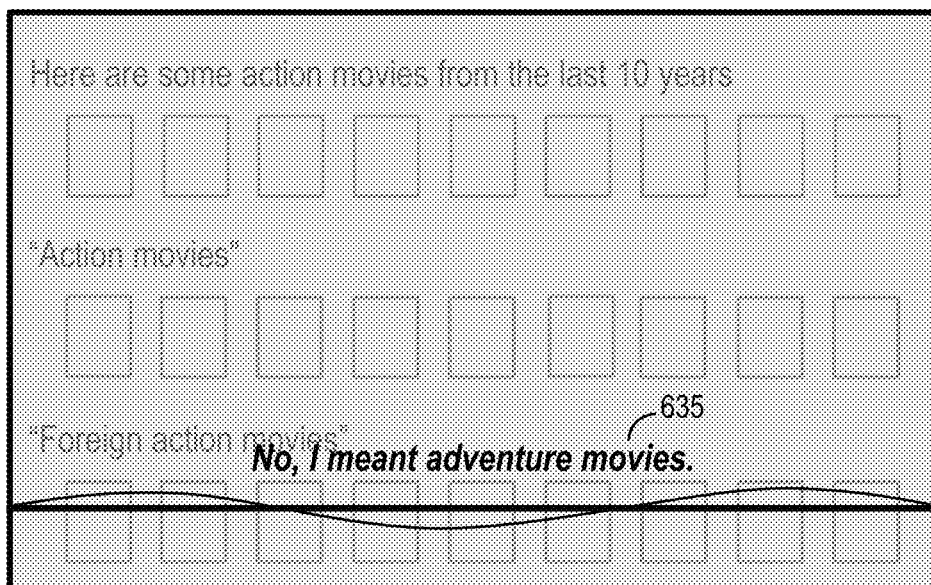 Here are some action movies from the last 10 years
"Action movies"
635
"Foreign action movies"
No, I meant adventure movies.